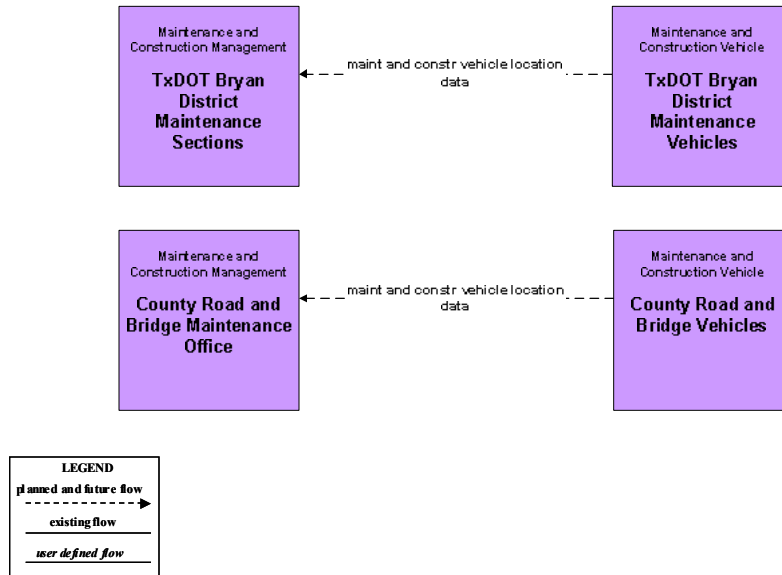 Maintenance and
Construction Management
TxDOT Bryan
District
Maintenance
Sections
maint and constr vehicle location
data
Maintenance and
Construction Vehicle
TxDOT Bryan
District
Maintenance
Vehicles
Maintenance and
Construction Management
County Road and
Bridge Maintenance
Office
maint and constr vehicle location
data
Maintenance and
Construction Vehicle
County Road and
Bridge Vehicles
LEGEND
planned and future flow
existing flow
user defined flow